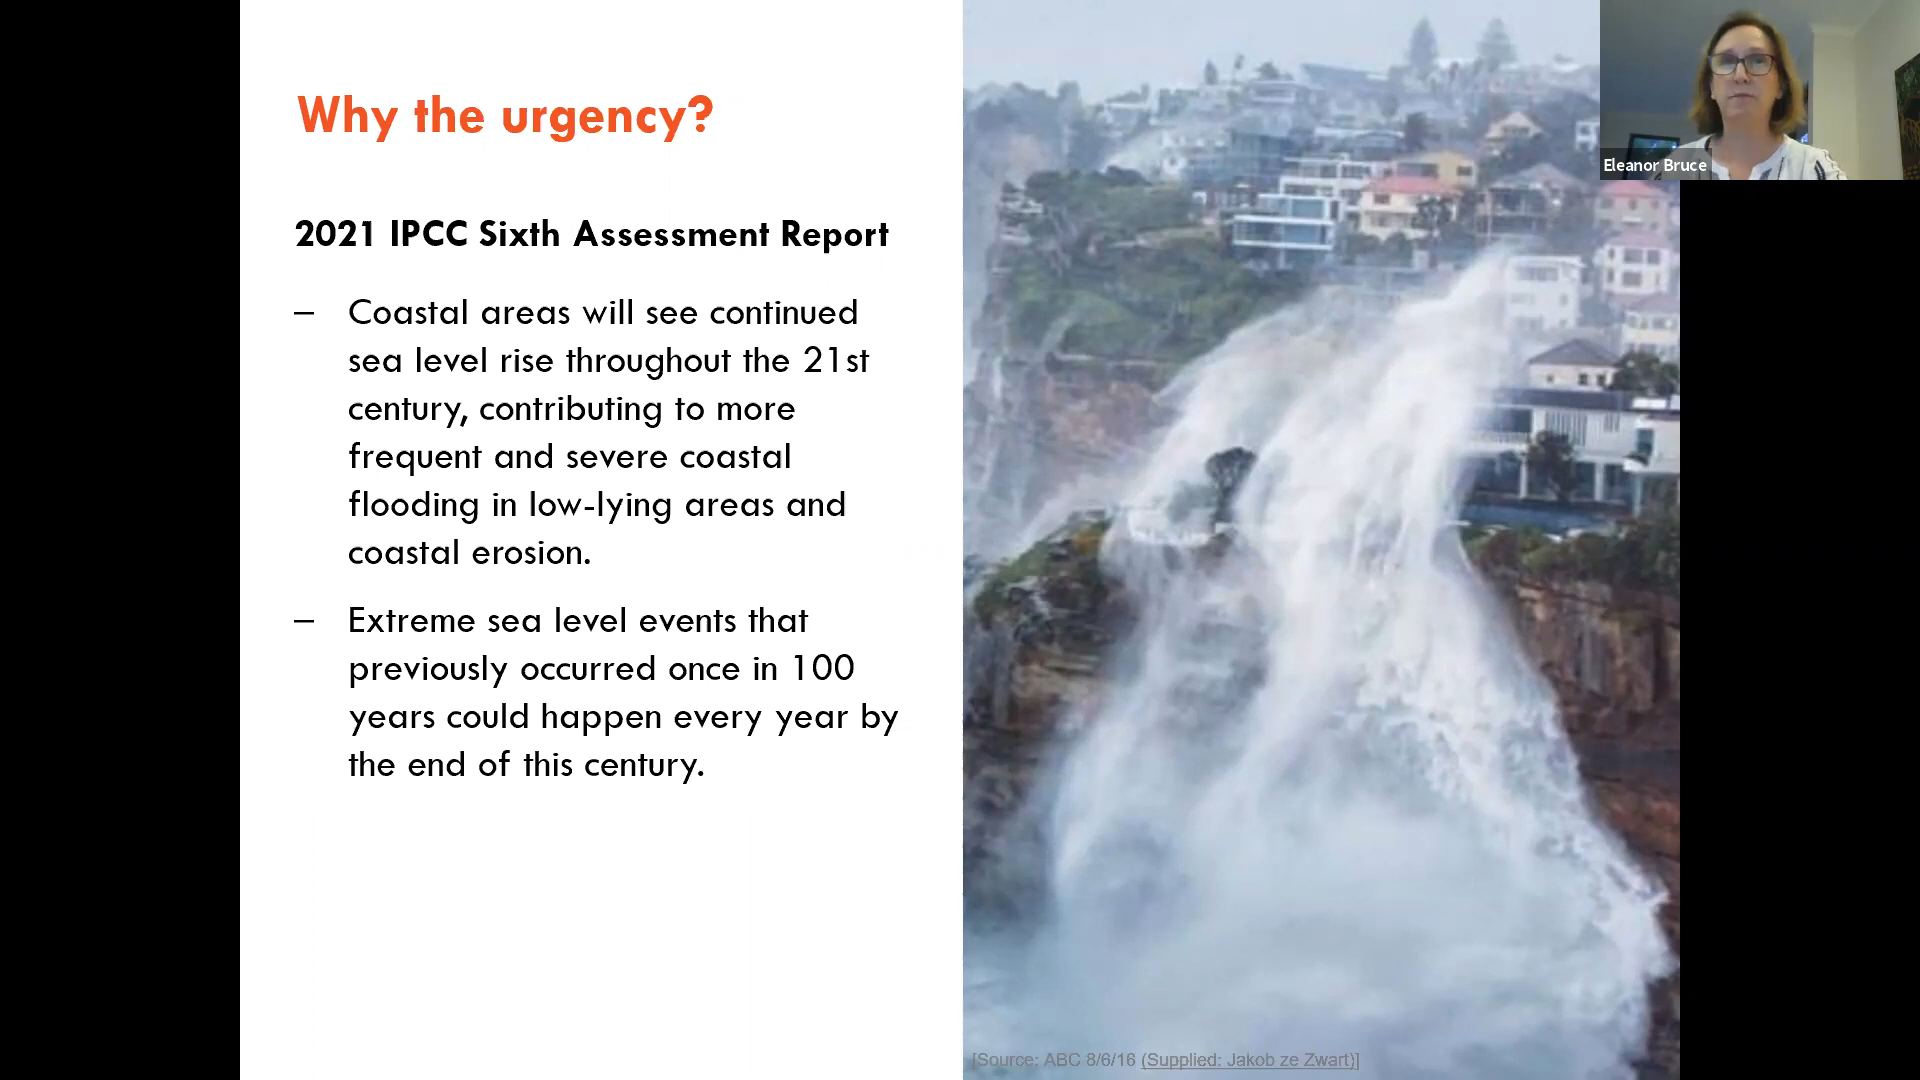 Why the urgency?
2021 IPCC Sixth Assessment Report
– Coastal areas will see continued
sea level rise throughout the 21st
century, contributing to more
frequent and severe coastal
flooding in low-lying areas and
coastal erosion.
– Extreme sea level events that
previously occurred once in 100
years could happen every year by
the end of this century.
Eleanor Bruce
[Source: ABC 8/6/16 (Supplied: Jakob ze Zwart)]